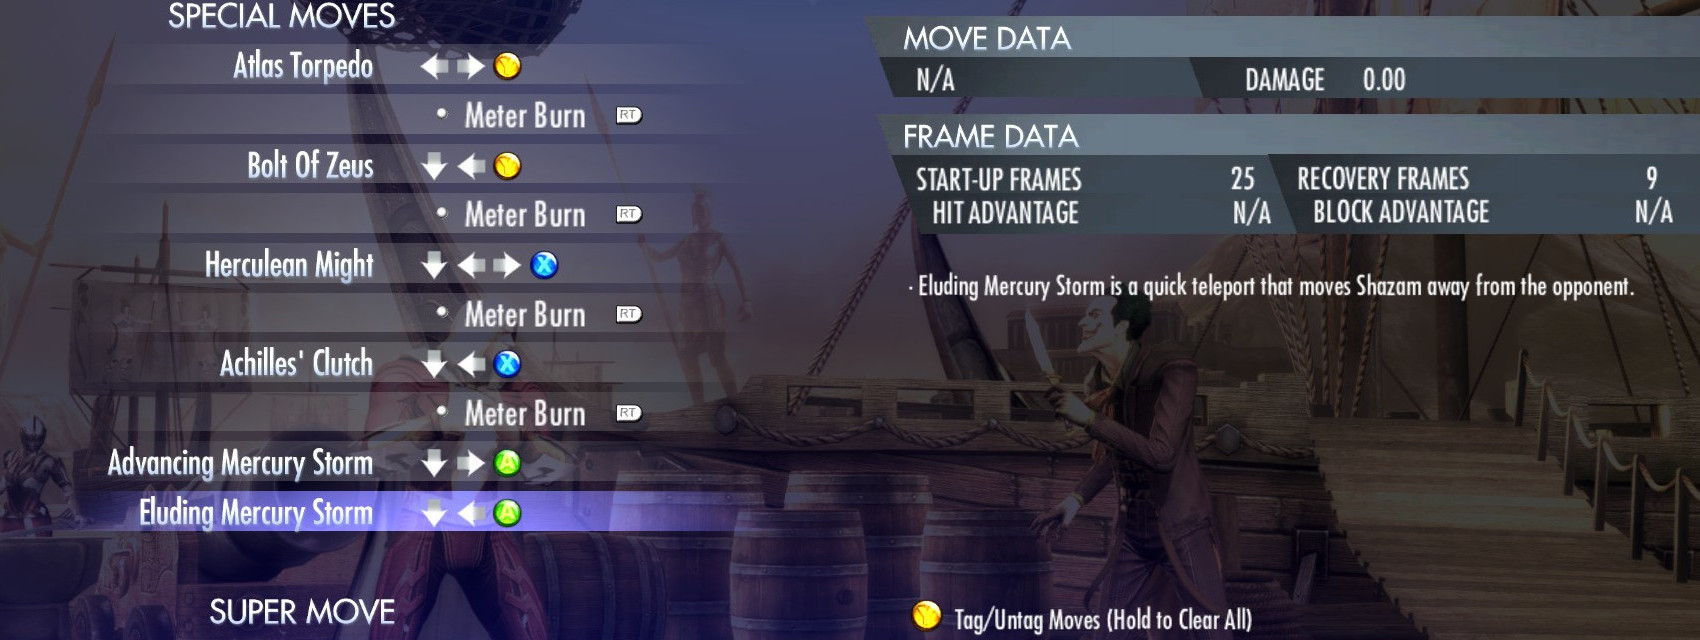 SPECIAL MOVES
Atlas Torpedo Y
Meter Burn RT
Bolt Of Zeus Y
Meter Burn RT
Herculean Might X
Meter Burn RT
Achilles' Clutch X
Meter Burn RT
Advancing Mercury Storm A
Eluding Mercury Storm A
SUPER MOVE
MOVE DATA
N/A DAMAGE 0.00
FRAME DATA
START-UP FRAMES 25 RECOVERY FRAMES 9
HIT ADVANTAGE N/A BLOCK ADVANTAGE N/A
· Eluding Mercury Storm is a quick teleport that moves Shazam away from the opponent.
Y Tag/Untag Moves (Hold to Clear All)